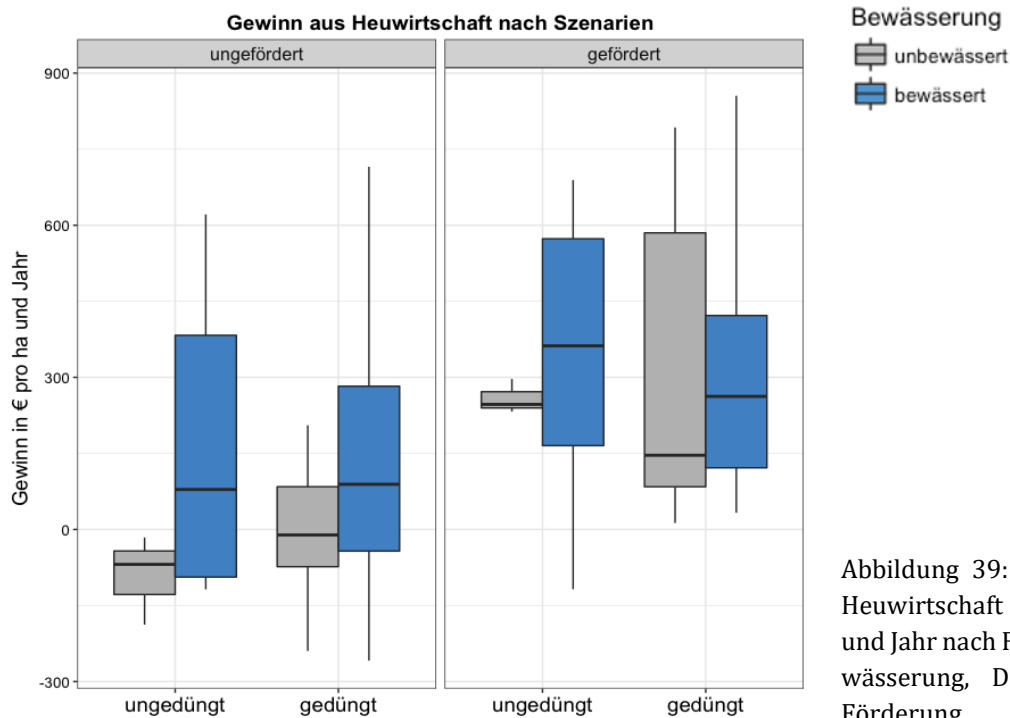 Gewinn aus Heuwirtschaft nach Szenarien
ungefördert
gefördert
Gewinn in € pro ha und Jahr
900
600
300
0
-300
ungedüngt
gedüngt
ungedüngt
gedüngt
Bewässerung
unbewässert
bewässert
Abbildung 39:
Heuwirtschaft
und Jahr nach F
wässerung, D
Förderung